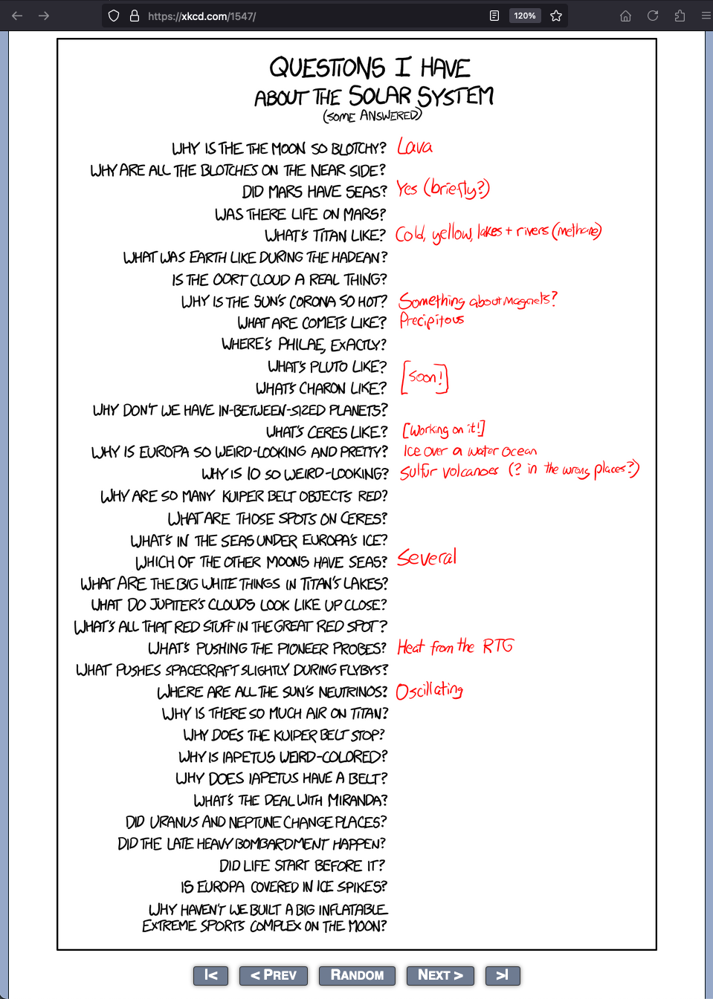 https://xkcd.com/1547/ 120%
QUESTIONS I HAVE
ABOUT THE SOLAR SYSTEM
(SOME ANSWERED)
WHY IS THE THE MOON SO BLOTCHY? Lava
WHY ARE ALL THE BLOTCHES ON THE NEAR SIDE?
DID MARS HAVE SEAS? Yes (briefly?)
WAS THERE LIFE ON MARS?
WHAT'S TITAN LIKE? Cold, yellow, lakes + rivers (methane)
WHAT WAS EARTH LIKE DURING THE HADEAN?
IS THE OORT CLOUD A REAL THING?
WHY IS THE SUN'S CORONA SO HOT? Something about Magnets?
WHAT ARE COMETS LIKE? Precipitous
WHERE'S PHILAE, EXACTLY?
WHAT'S PLUTO LIKE?
[soon!]
WHAT'S CHARON LIKE?
WHY DON'T WE HAVE IN-BETWEEN-SIZED PLANETS?
WHAT'S CERES LIKE? [Working on it!]
WHY IS EUROPA SO WEIRD-LOOKING AND PRETTY? Ice over a water ocean
WHY IS IO SO WEIRD-LOOKING? Sulfur volcanoes (? in the wrong places?)
WHY ARE SO MANY KUIPER BELT OBJECTS RED?
WHAT ARE THOSE SPOTS ON CERES?
WHAT'S IN THE SEAS UNDER EUROPA'S ICE?
WHICH OF THE OTHER MOONS HAVE SEAS? Several
WHAT ARE THE BIG WHITE THINGS IN TITAN'S LAKES?
WHAT DO JUPITER'S CLOUDS LOOK LIKE UP CLOSE?
WHAT'S ALL THAT RED STUFF IN THE GREAT RED SPOT?
WHAT'S PUSHING THE PIONEER PROBES? Heat from the RTG
WHAT PUSHES SPACECRAFT SLIGHTLY DURING FLYBYS?
WHERE ARE ALL THE SUN'S NEUTRINOS? Oscillating
WHY IS THERE SO MUCH AIR ON TITAN?
WHY DOES THE KUIPER BELT STOP?
WHY IS IAPETUS WEIRD-COLORED?
WHY DOES IAPETUS HAVE A BELT?
WHAT'S THE DEAL WITH MIRANDA?
DID URANUS AND NEPTUNE CHANGE PLACES?
DID THE LATE HEAVY BOMBARDMENT HAPPEN?
DID LIFE START BEFORE IT?
IS EUROPA COVERED IN ICE SPIKES?
WHY HAVEN'T WE BUILT A BIG INFLATABLE
EXTREME SPORTS COMPLEX ON THE MOON?
|< < PREV RANDOM NEXT > >|